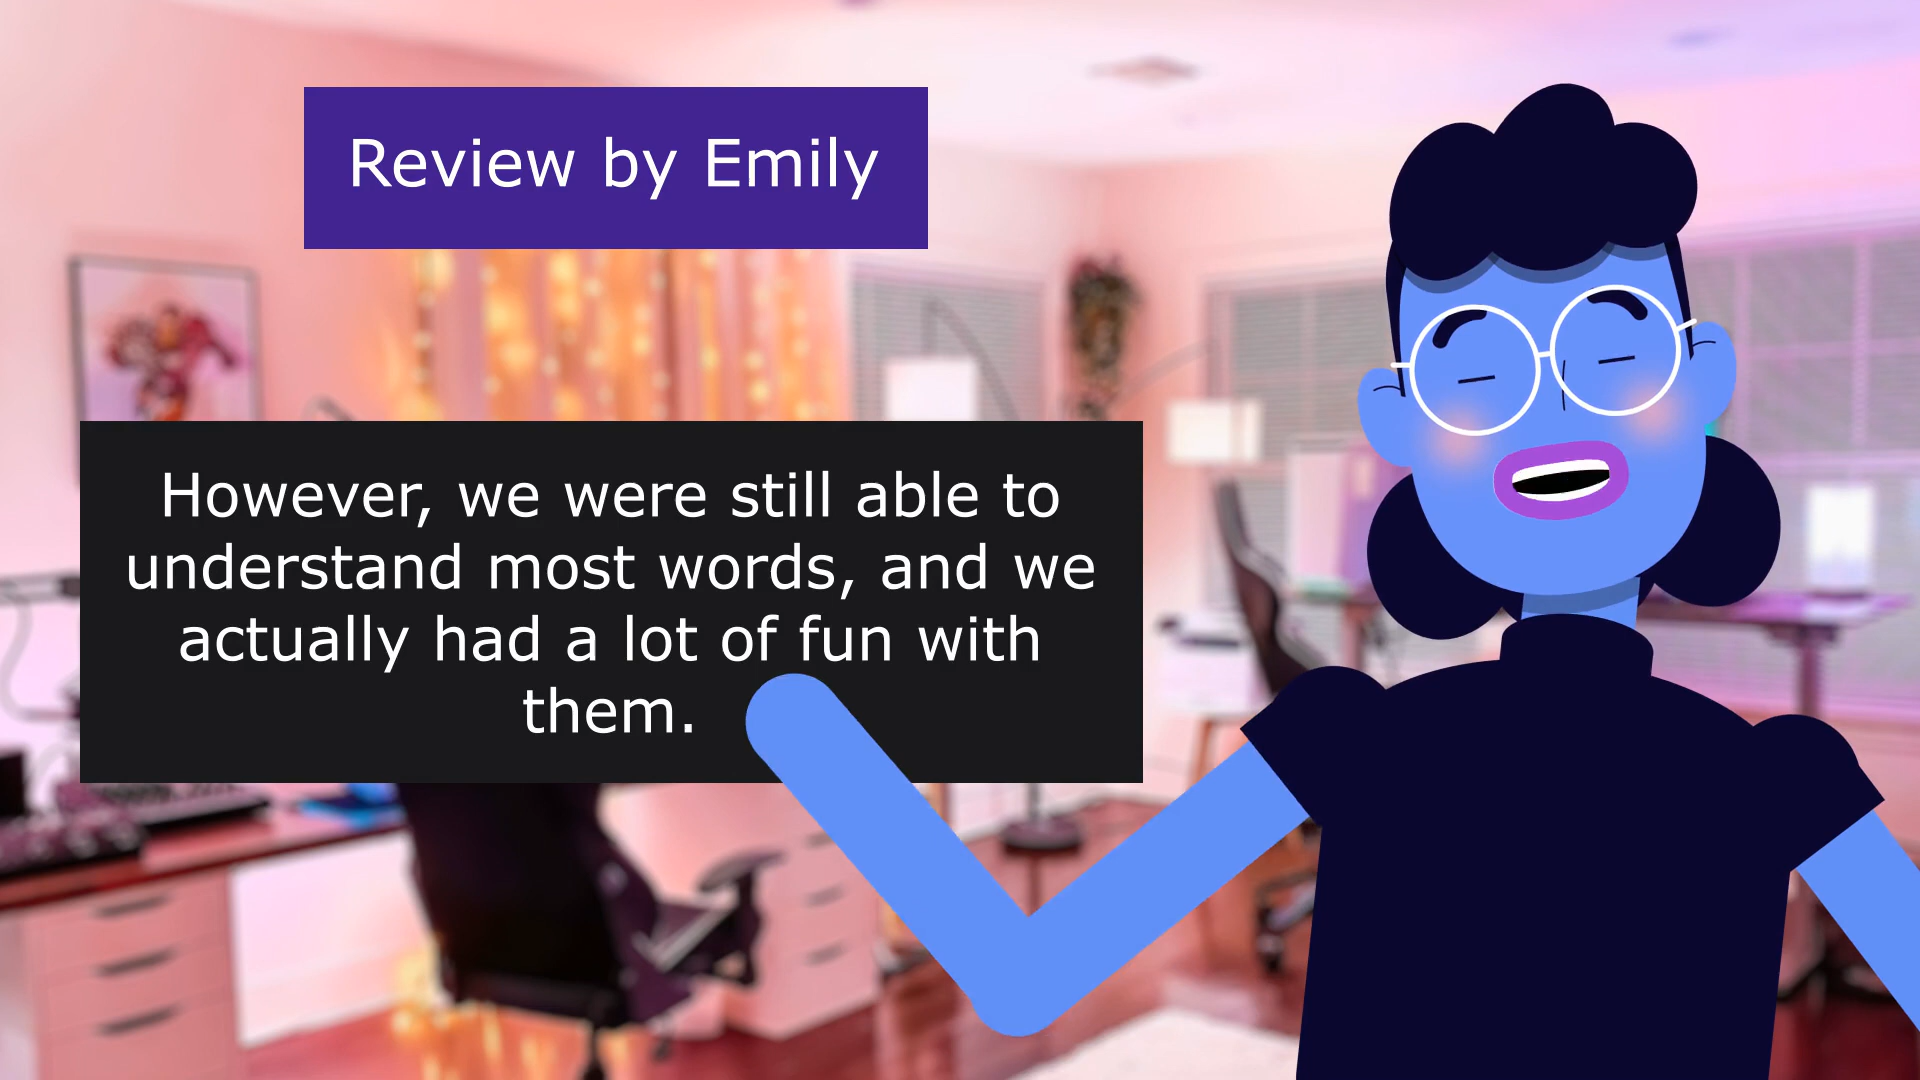 Review by Emily
However, we were still able to
understand most words, and we
actually had a lot of fun with
them.